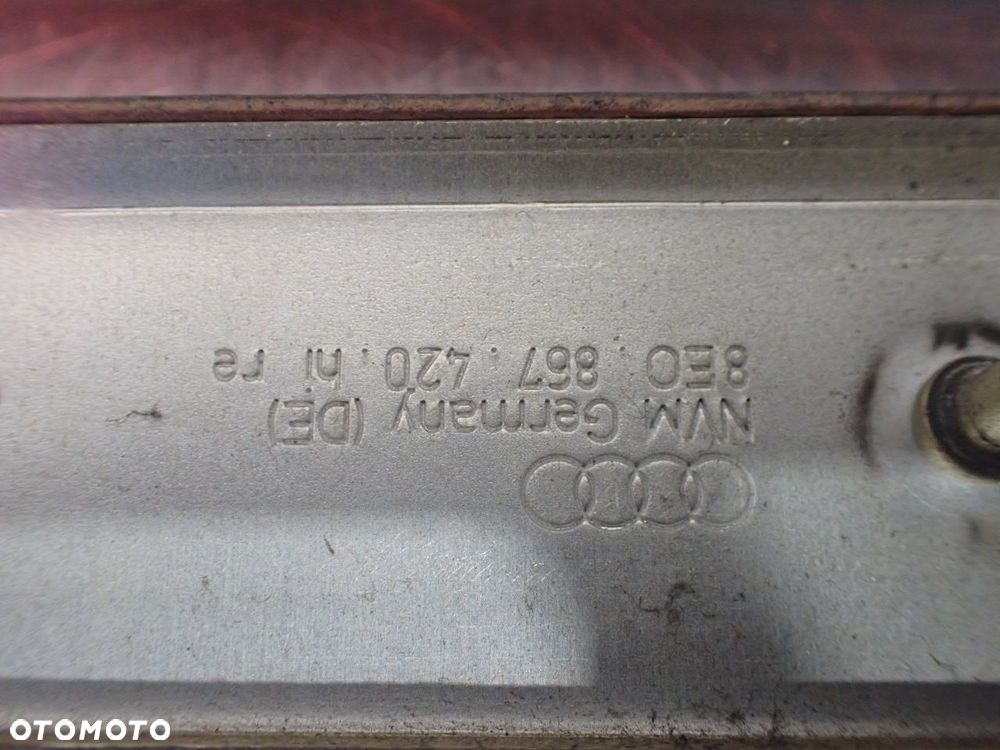 NVM Germany (DE)
8E0.867.420.hi re
OTOMOTO